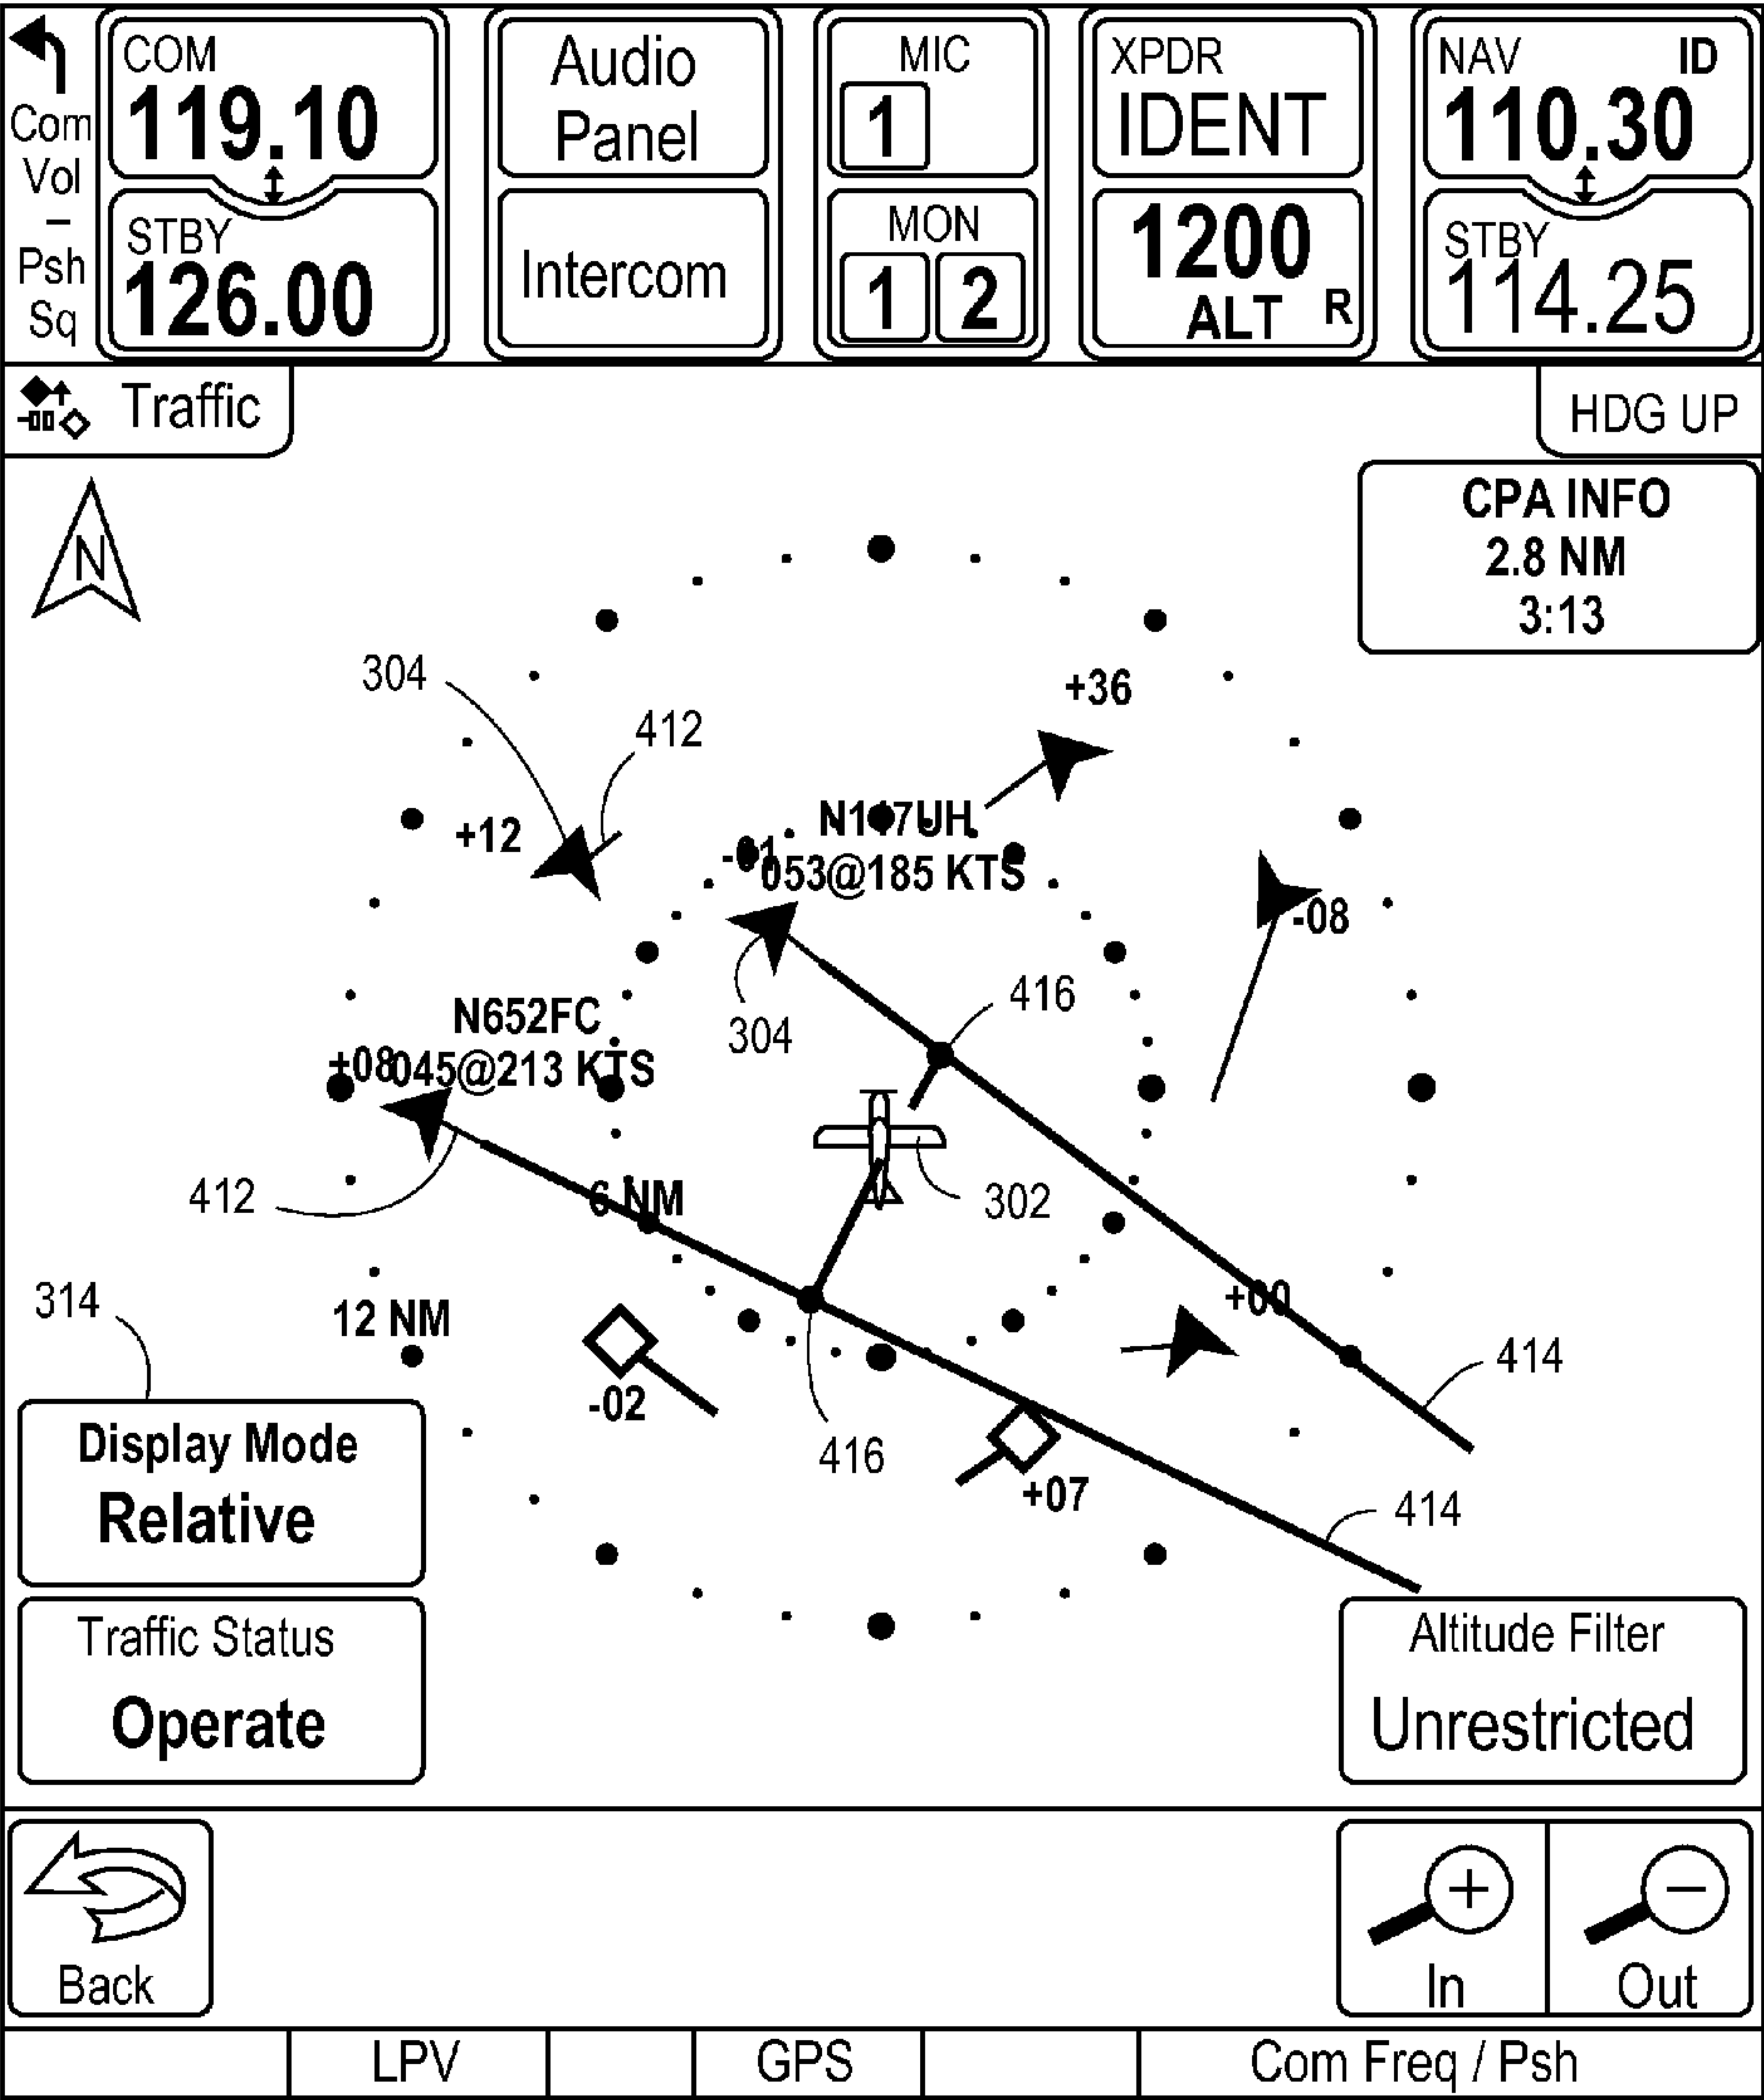 Com
Vol
-
Psh
Sq
COM
119.10
STBY
126.00
Audio
Panel
Intercom
MIC
1
MON
1 2
XPDR
IDENT
1200
ALT R
NAV ID
110.30
STBY
114.25
Traffic
HDG UP
N
CPA INFO
2.8 NM
3:13
304
412
+36
+12
N147UH
-01
053@185 KTS
-08
304
416
N652FC
+08
045@213 KTS
412
6 NM
302
314
12 NM
+00
414
-02
416
+07
414
Display Mode
Relative
Traffic Status
Operate
Altitude Filter
Unrestricted
Back
In
Out
LPV
GPS
Com Freq / Psh